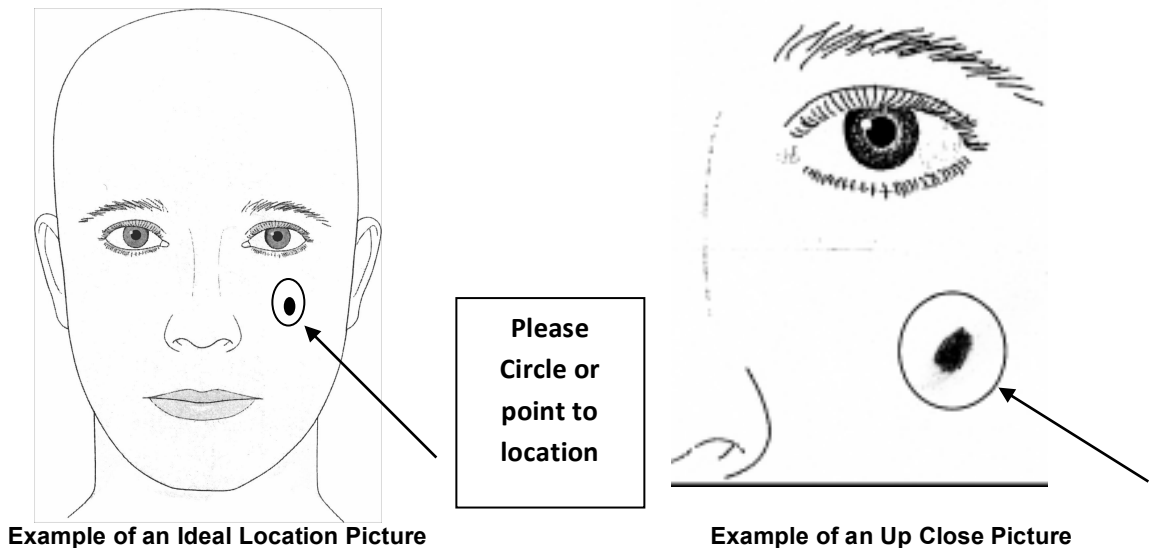 Please
Circle or
point to
location
Example of an Ideal Location Picture
Example of an Up Close Picture